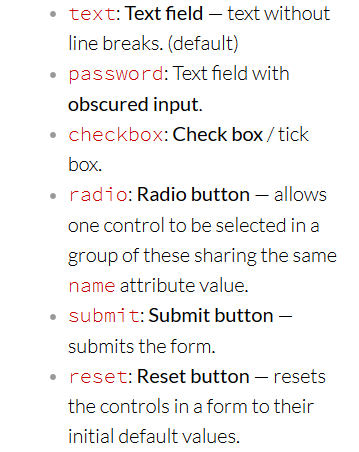 • text: Text field — text without
line breaks. (default)
• password: Text field with
obscured input.
• checkbox: Check box / tick
box.
• radio: Radio button — allows
one control to be selected in a
group of these sharing the same
name attribute value.
• submit: Submit button —
submits the form.
• reset: Reset button — resets
the controls in a form to their
initial default values.